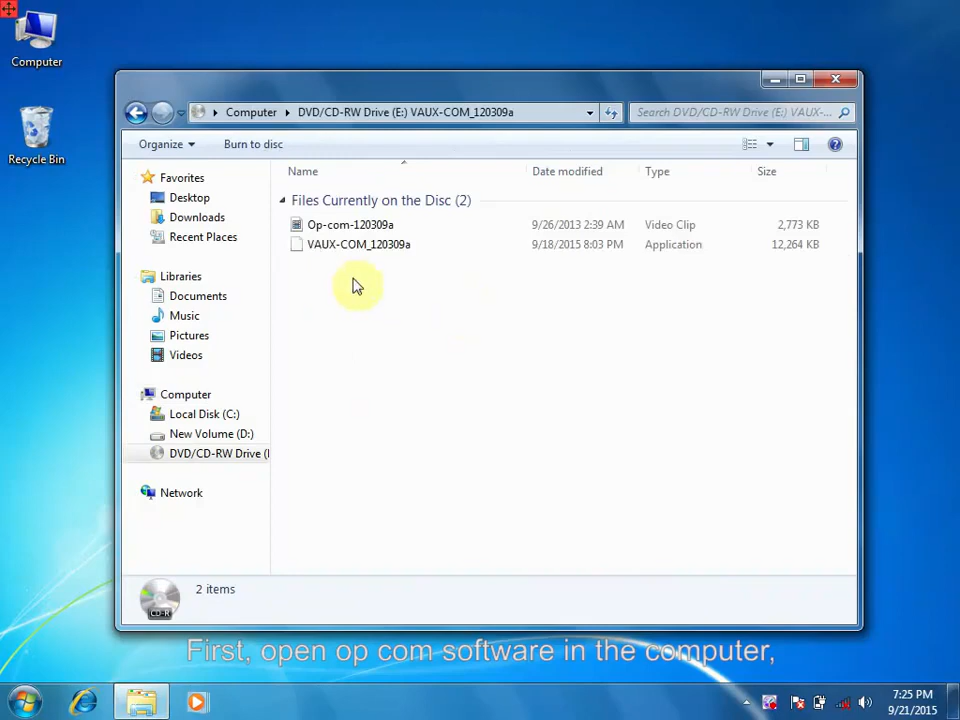 Computer
Recycle Bin
Computer
DVD/CD-RW Drive (E:) VAUX-COM_120309a
Search DVD/CD-RW Drive (E:) VAUX-...
Organize
Burn to disc
Name
Date modified
Type
Size
Favorites
Desktop
Downloads
Recent Places
Libraries
Documents
Music
Pictures
Videos
Computer
Local Disk (C:)
New Volume (D:)
DVD/CD-RW Drive (
Network
Files Currently on the Disc (2)
Op-com-120309a
9/26/2013 2:39 AM
Video Clip
2,773 KB
VAUX-COM_120309a
9/18/2015 8:03 PM
Application
12,264 KB
CD-R
2 items
First, open op com software in the computer,
7:25 PM
9/21/2015